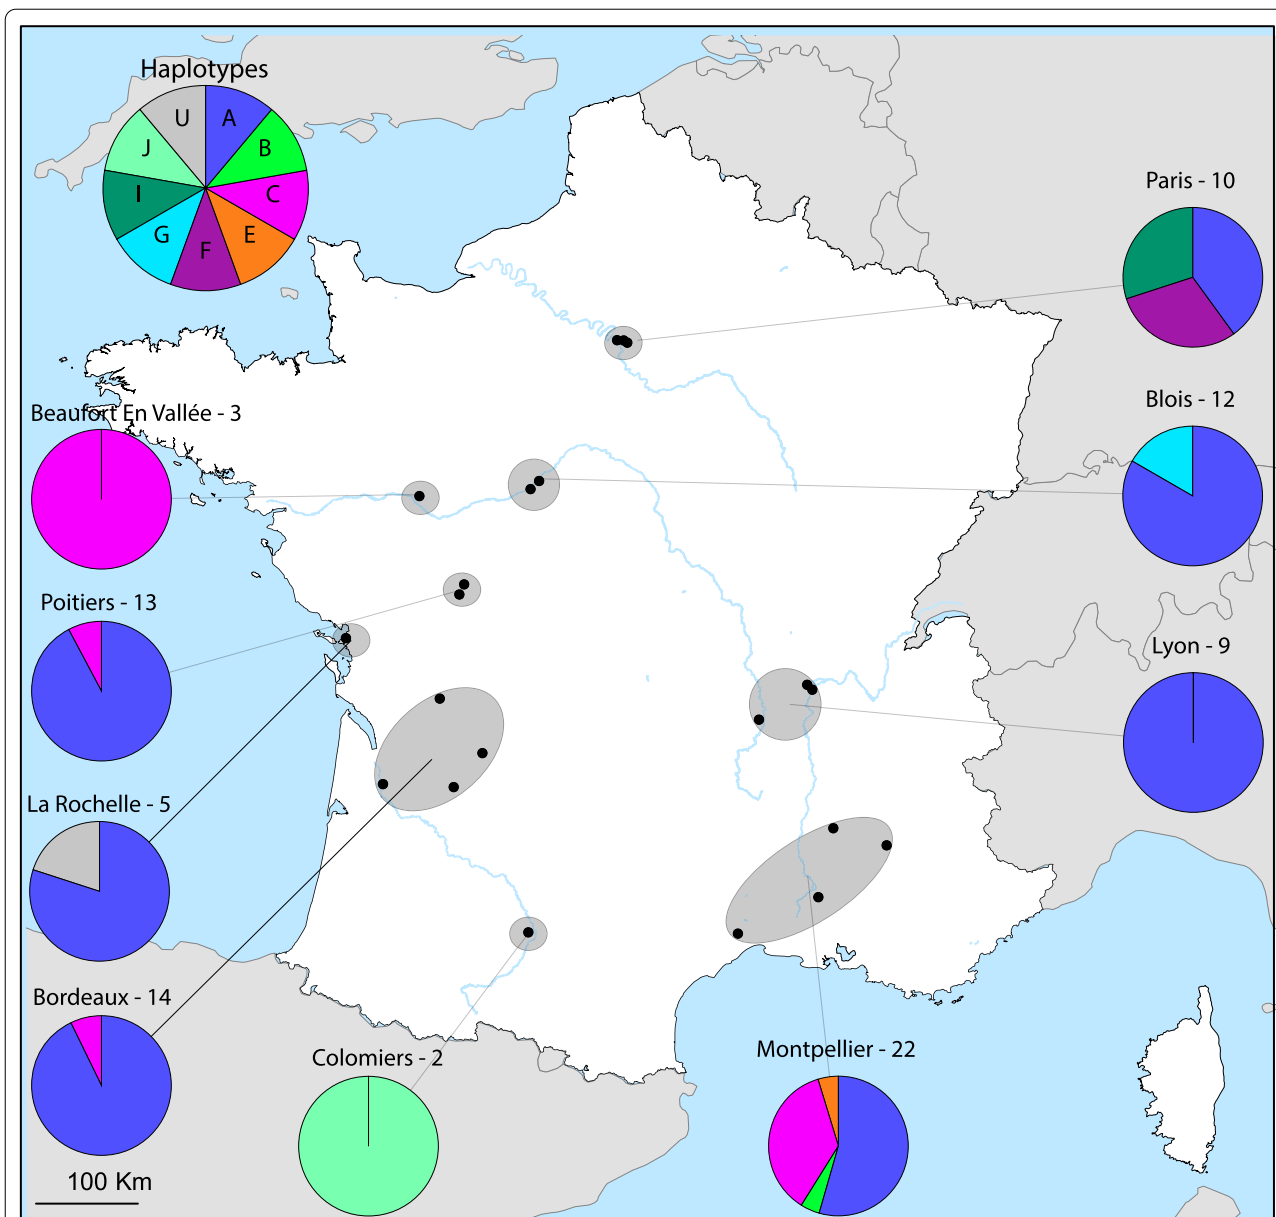 Haplotypes
U
A
J
B
I
C
G
F
E
Paris - 10
Blois - 12
Beaufort En Vallée - 3
Poitiers - 13
Lyon - 9
La Rochelle - 5
Bordeaux - 14
Colomiers - 2
Montpellier - 22
100 Km